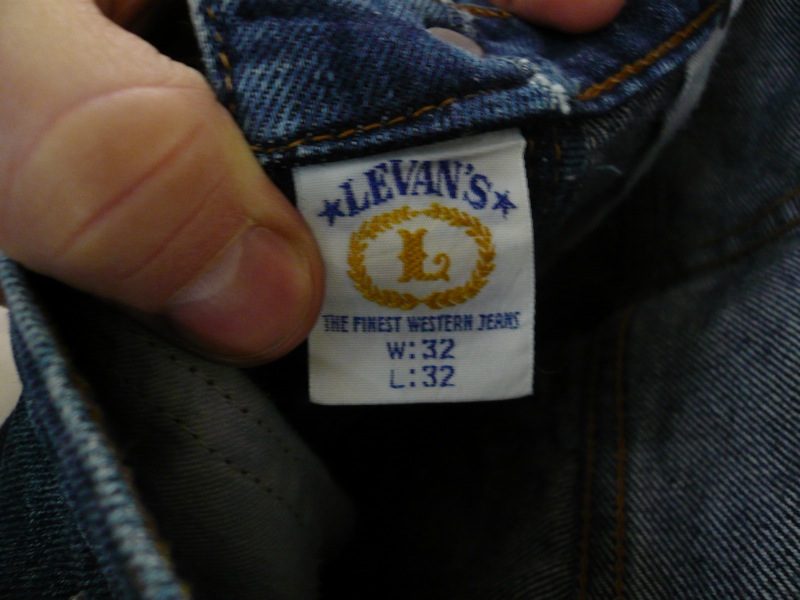 ★LEVAN'S★
L
THE FINEST WESTERN JEANS
W:32
L:32